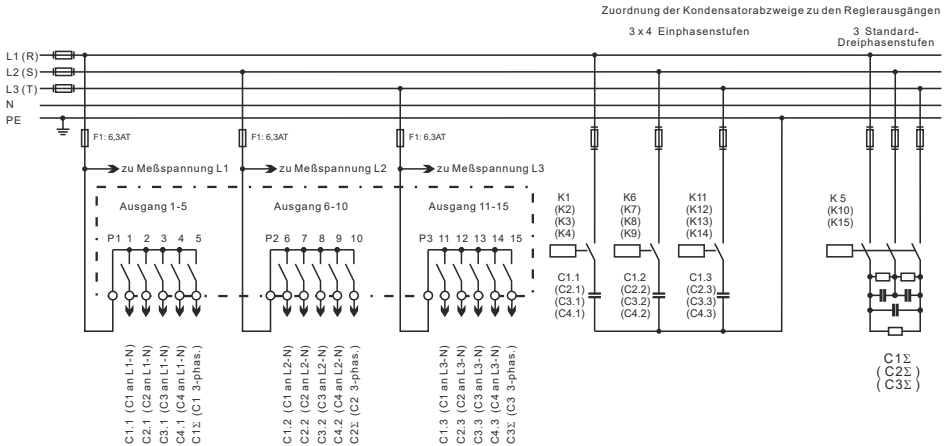 Zuordnung der Kondensatorabzweige zu den Reglerausgängen
3 x 4 Einphasenstufen
3 Standard-
Dreiphasenstufen
L1 (R)
L2 (S)
L3 (T)
N
PE
F1: 6,3AT
F1: 6,3AT
F1: 6,3AT
zu Meßspannung L1
zu Meßspannung L2
zu Meßspannung L3
Ausgang 1-5
Ausgang 6-10
Ausgang 11-15
P1 1 2 3 4 5
P2 6 7 8 9 10
P3 11 12 13 14 15
K1
(K2)
(K3)
(K4)
K6
(K7)
(K8)
(K9)
K11
(K12)
(K13)
(K14)
K 5
(K10)
(K15)
C1.1
(C2.1)
(C3.1)
(C4.1)
C1.2
(C2.2)
(C3.2)
(C4.2)
C1.3
(C2.3)
(C3.3)
(C4.3)
C1Σ
( C2Σ )
( C3Σ )
C1.1 (C1 an L1-N)
C2.1 (C2 an L1-N)
C3.1 (C3 an L1-N)
C4.1 (C4 an L1-N)
C1Σ (C1 3-phas.)
C1.2 (C1 an L2-N)
C2.2 (C2 an L2-N)
C3.2 (C3 an L2-N)
C4.2 (C4 an L2-N)
C2Σ (C2 3-phas.)
C1.3 (C1 an L3-N)
C2.3 (C2 an L3-N)
C3.3 (C3 an L3-N)
C4.3 (C4 an L3-N)
C3Σ (C3 3-phas.)